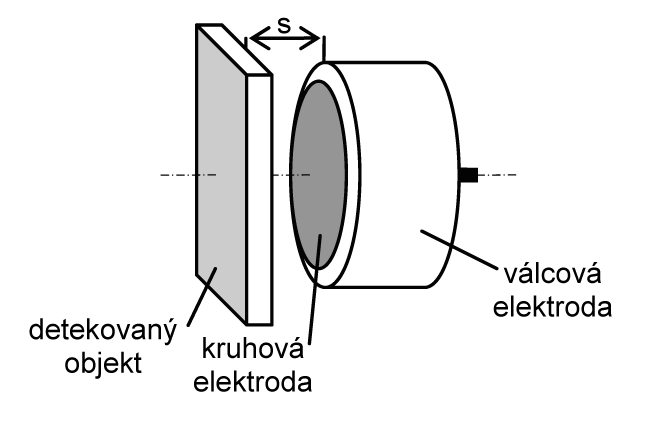 s
válcová
elektroda
detekovaný
objekt
kruhová
elektroda